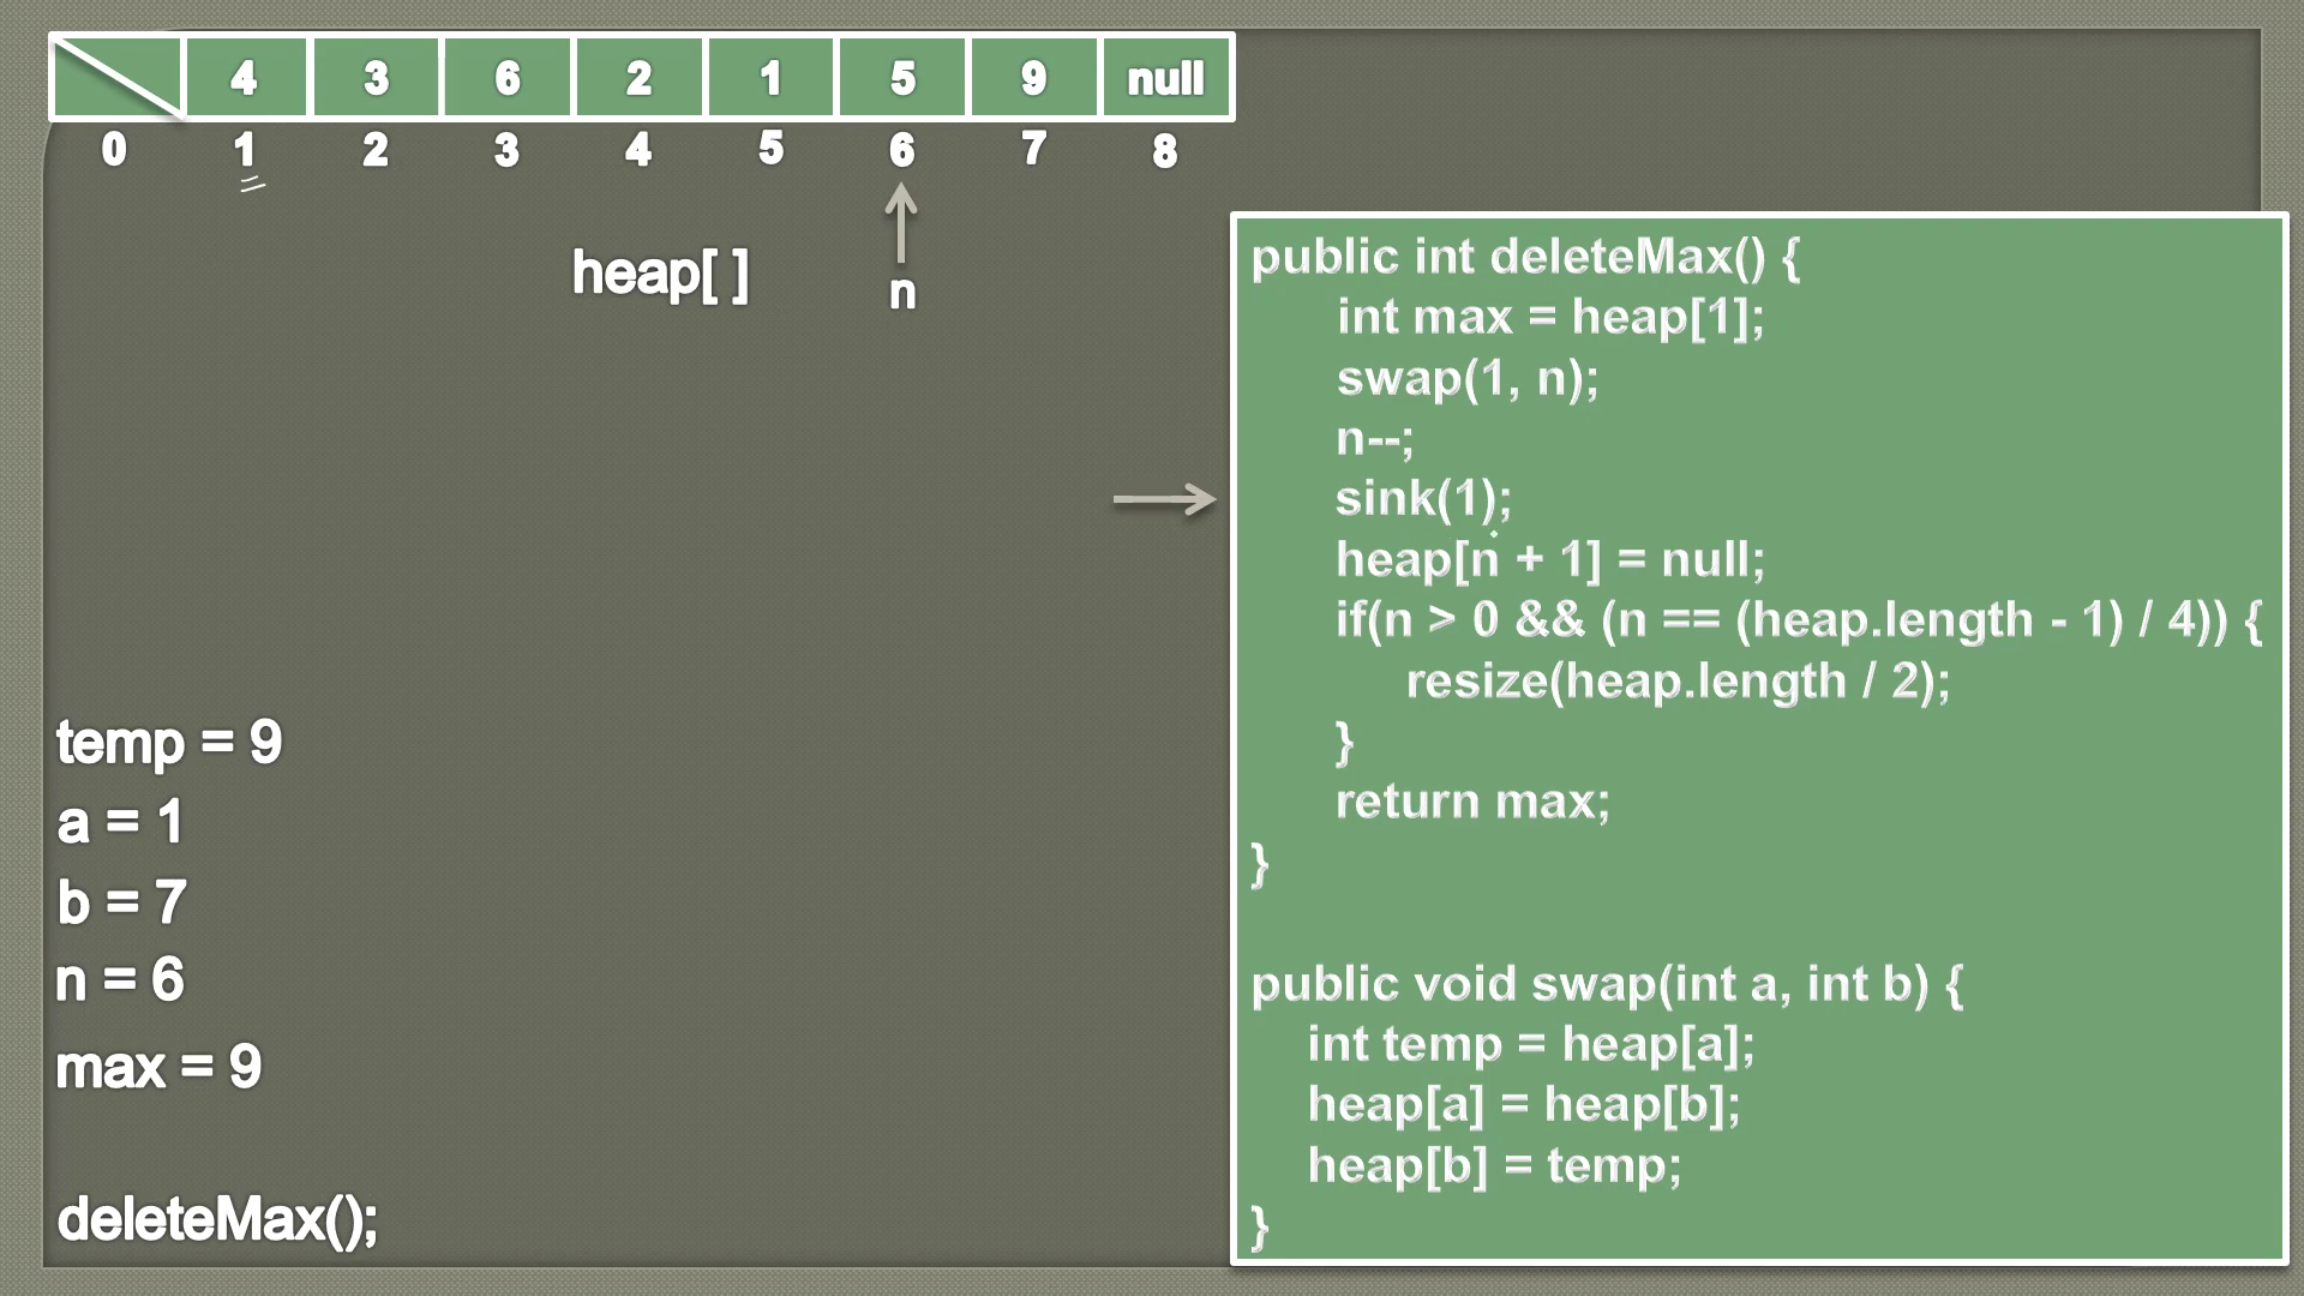 4 3 6 2 1 5 9 null
0 1 2 3 4 5 6 7 8
heap[ ]
n
public int deleteMax() {
int max = heap[1];
swap(1, n);
n--;
sink(1);
heap[n + 1] = null;
if(n > 0 && (n == (heap.length - 1) / 4)) {
resize(heap.length / 2);
}
return max;
}
public void swap(int a, int b) {
int temp = heap[a];
heap[a] = heap[b];
heap[b] = temp;
}
temp = 9
a = 1
b = 7
n = 6
max = 9
deleteMax();